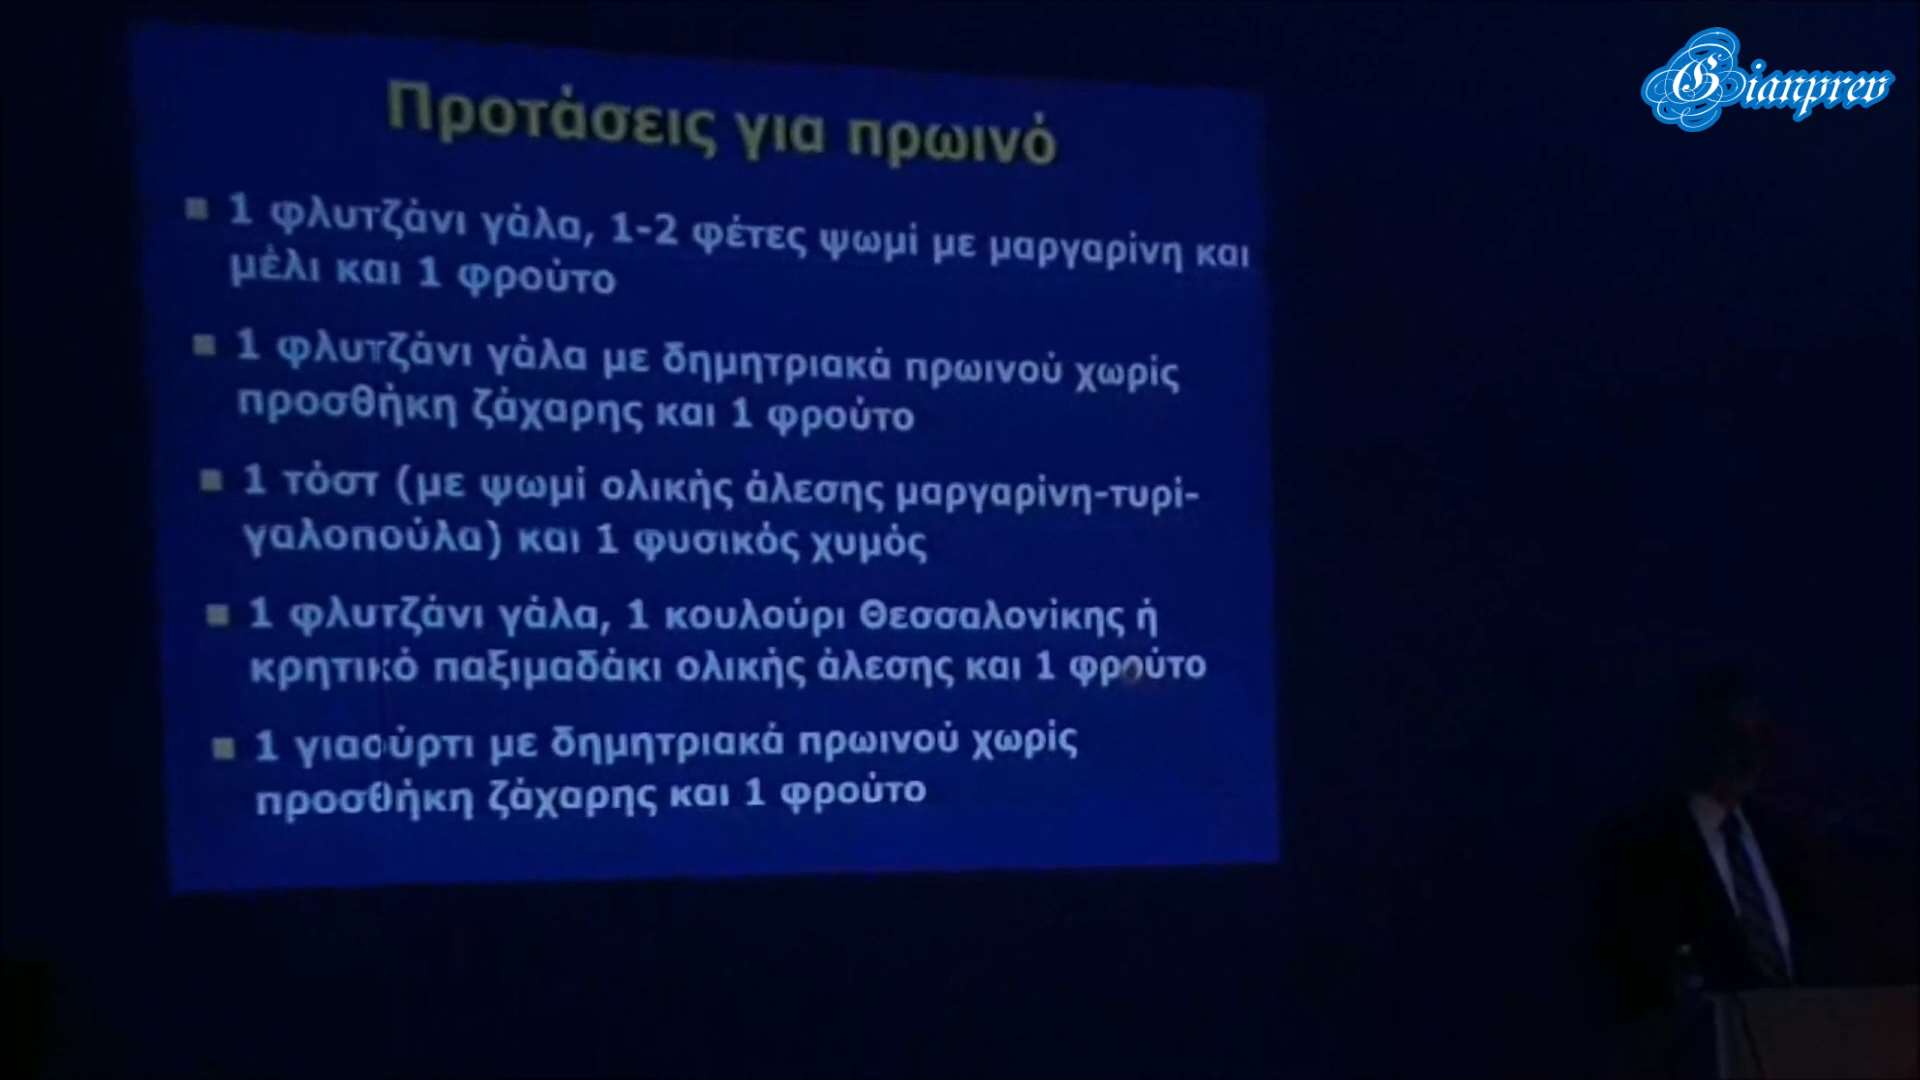 Gianprev
Προτάσεις για πρωινό
■ 1 φλυτζάνι γάλα, 1-2 φέτες ψωμί με μαργαρίνη και
μέλι και 1 φρούτο
■ 1 φλυτζάνι γάλα με δημητριακά πρωινού χωρίς
προσθήκη ζάχαρης και 1 φρούτο
■ 1 τόστ (με ψωμί ολικής άλεσης μαργαρίνη-τυρί-
γαλοπούλα) και 1 φυσικός χυμός
■ 1 φλυτζάνι γάλα, 1 κουλούρι Θεσσαλονίκης ή
κρητικό παξιμαδάκι ολικής άλεσης και 1 φρούτο
■ 1 γιαούρτι με δημητριακά πρωινού χωρίς
προσθήκη ζάχαρης και 1 φρούτο